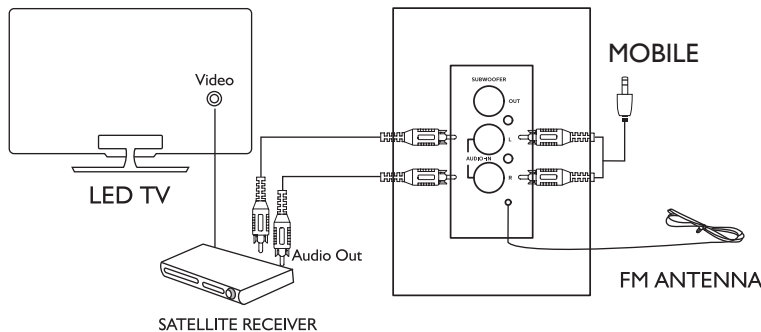 Video
LED TV
Audio Out
SATELLITE RECEIVER
SUBWOOFER
OUT
L
AUDIO-IN
R
MOBILE
FM ANTENNA